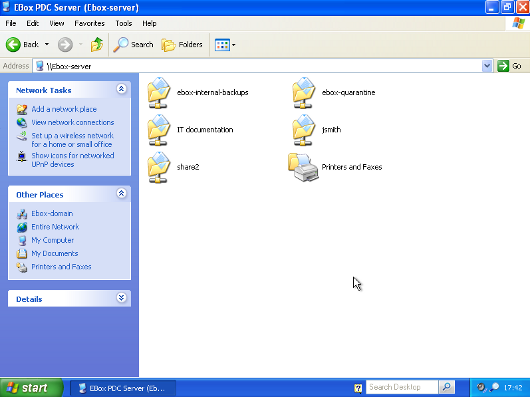 EBox PDC Server (Ebox-server)
File Edit View Favorites Tools Help
Back Search Folders
Address \\Ebox-server Go
Network Tasks
Add a network place
View network connections
Set up a wireless network
for a home or small office
Show icons for networked
UPnP devices
Other Places
Ebox-domain
Entire Network
My Computer
My Documents
Printers and Faxes
Details
ebox-internal-backups ebox-quarantine
IT documentation jsmith
share2 Printers and Faxes
start EBox PDC Server (Eb... Search Desktop 17:42